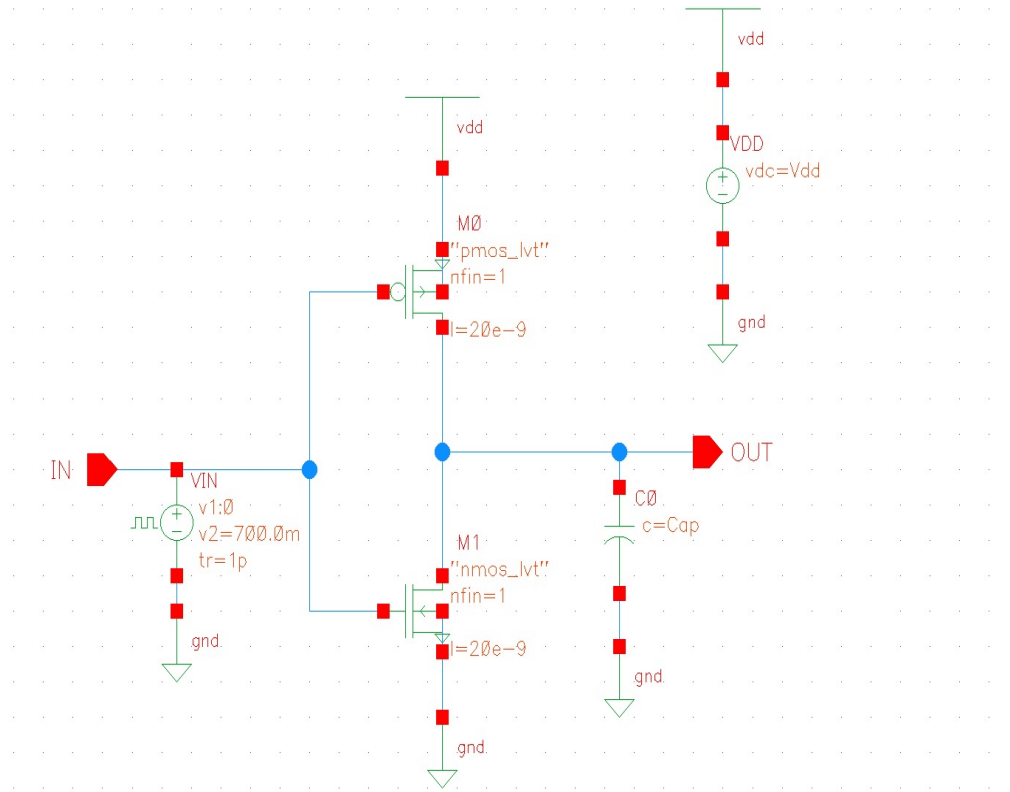 vdd
vdd
VDD
vdc=Vdd
M0
"pmos_lvt"
nfin=1
l=20e-9
gnd
IN
OUT
VIN
v1:0
v2=700.0m
tr=1p
C0
c=Cap
M1
"nmos_lvt"
nfin=1
l=20e-9
gnd
gnd
gnd